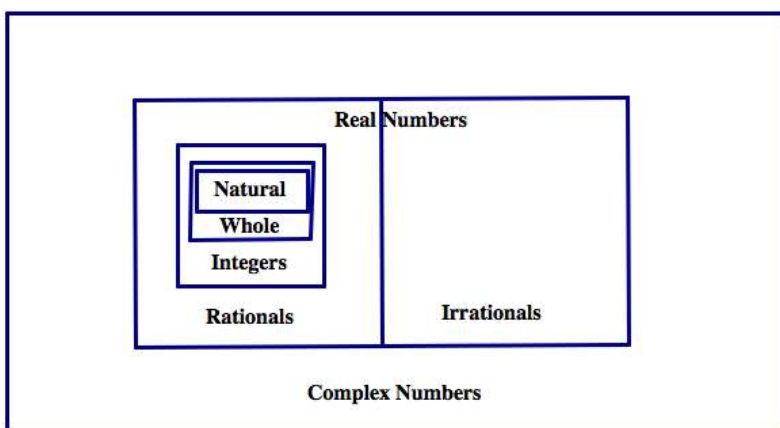 Real Numbers
Natural
Whole
Integers
Rationals
Irrationals
Complex Numbers